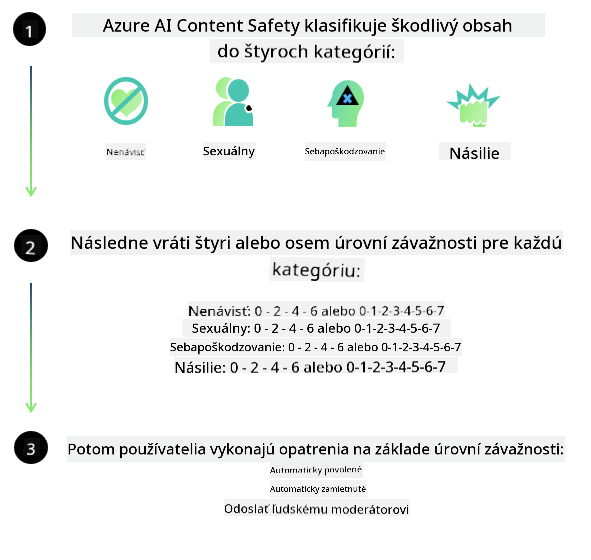 1
Azure AI Content Safety klasifikuje škodlivý obsah
do štyroch kategórií:
Nenávisť
Sexuálny
Sebapoškodzovanie
Násilie
2
Následne vráti štyri alebo osem úrovní závažnosti pre každú
kategóriu:
Nenávisť: 0 - 2 - 4 - 6 alebo 0-1-2-3-4-5-6-7
Sexuálny: 0 - 2 - 4 - 6 alebo 0-1-2-3-4-5-6-7
Sebapoškodzovanie: 0 - 2 - 4 - 6 alebo 0-1-2-3-4-5-6-7
Násilie: 0 - 2 - 4 - 6 alebo 0-1-2-3-4-5-6-7
3
Potom používatelia vykonajú opatrenia na základe úrovní závažnosti:
Automaticky povolené
Automaticky zamietnuté
Odoslať ľudskému moderátorovi